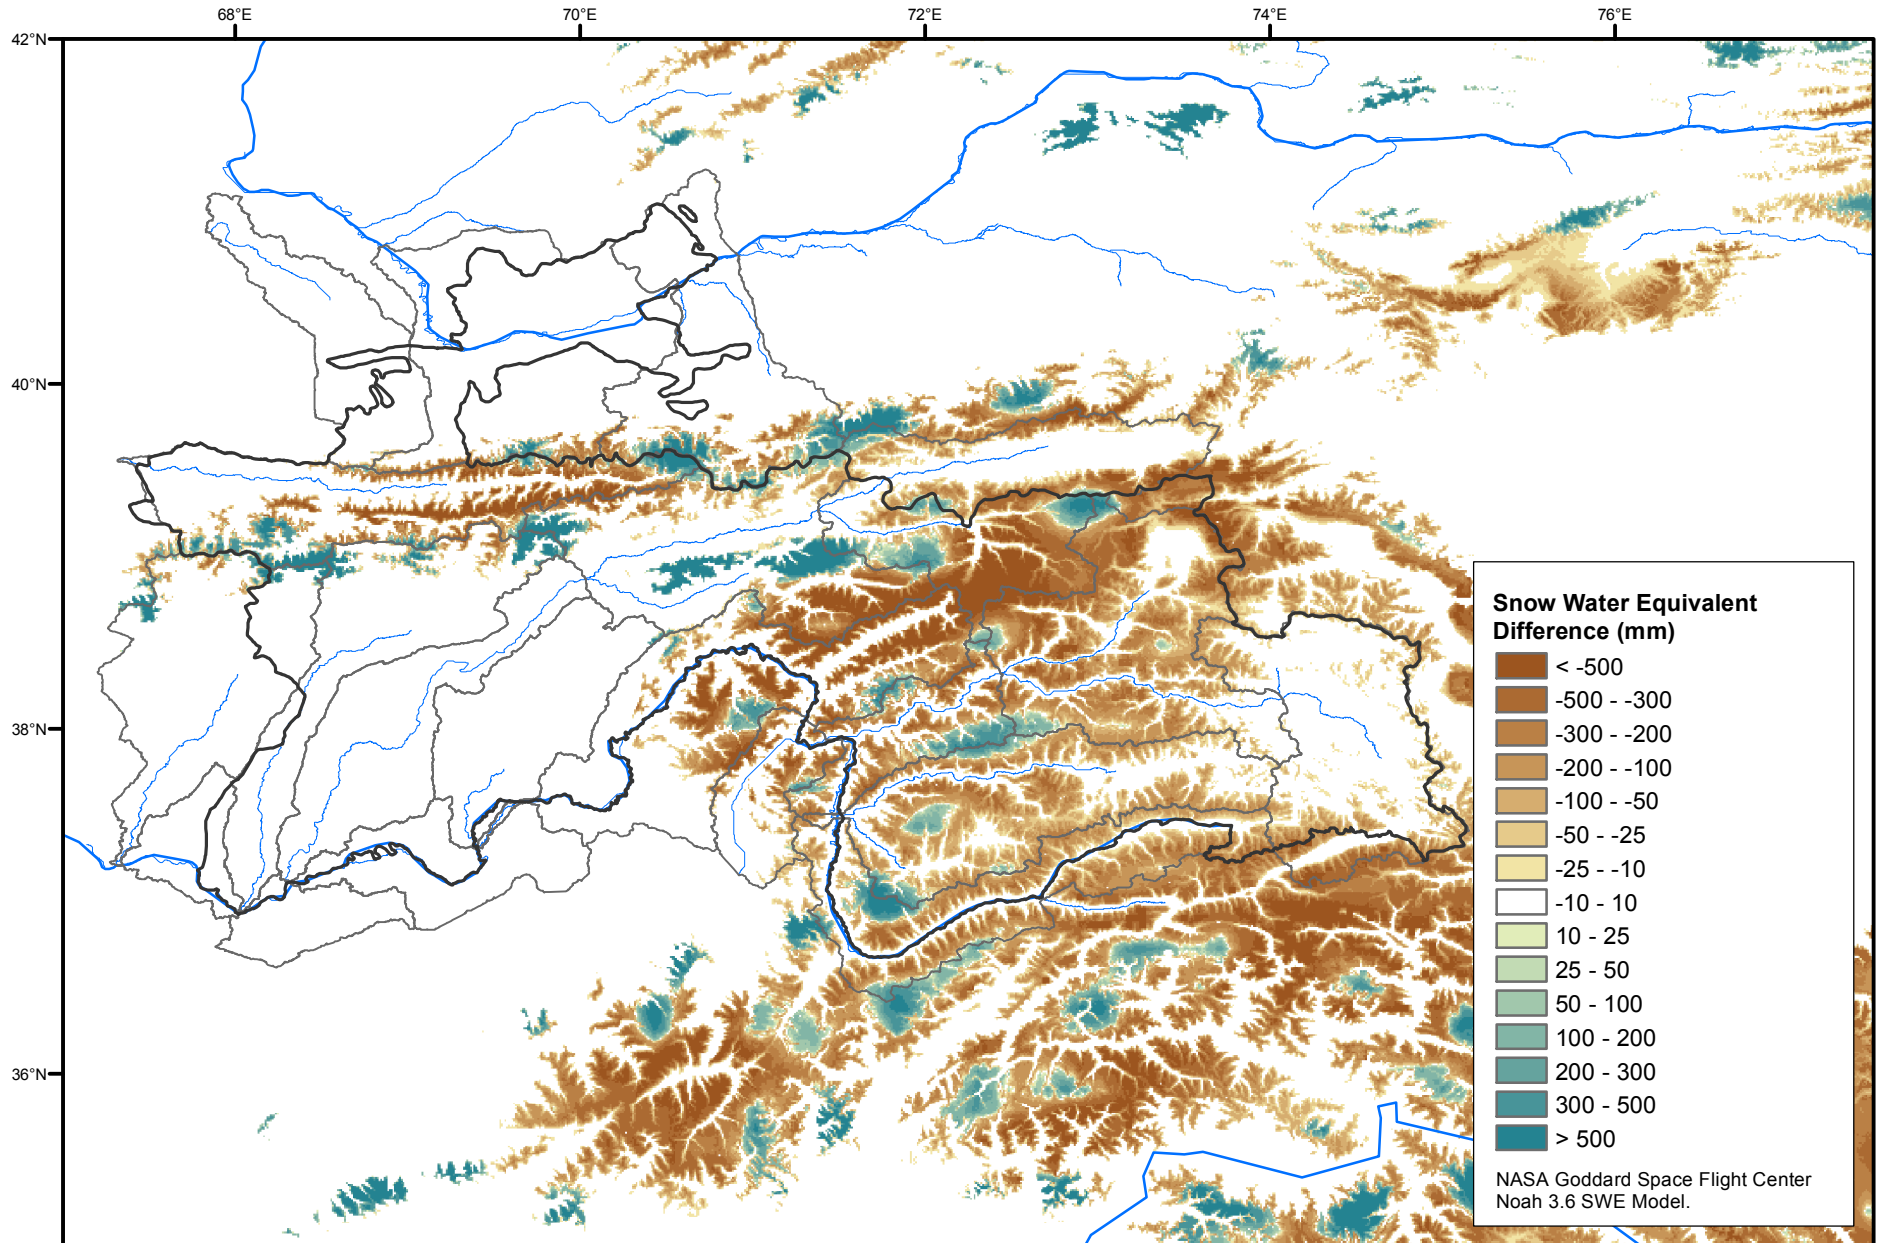 68°E
70°E
72°E
74°E
76°E
42°N
40°N
38°N
36°N
Snow Water Equivalent
Difference (mm)
< -500
-500 - -300
-300 - -200
-200 - -100
-100 - -50
-50 - -25
-25 - -10
-10 - 10
10 - 25
25 - 50
50 - 100
100 - 200
200 - 300
300 - 500
> 500
NASA Goddard Space Flight Center
Noah 3.6 SWE Model.